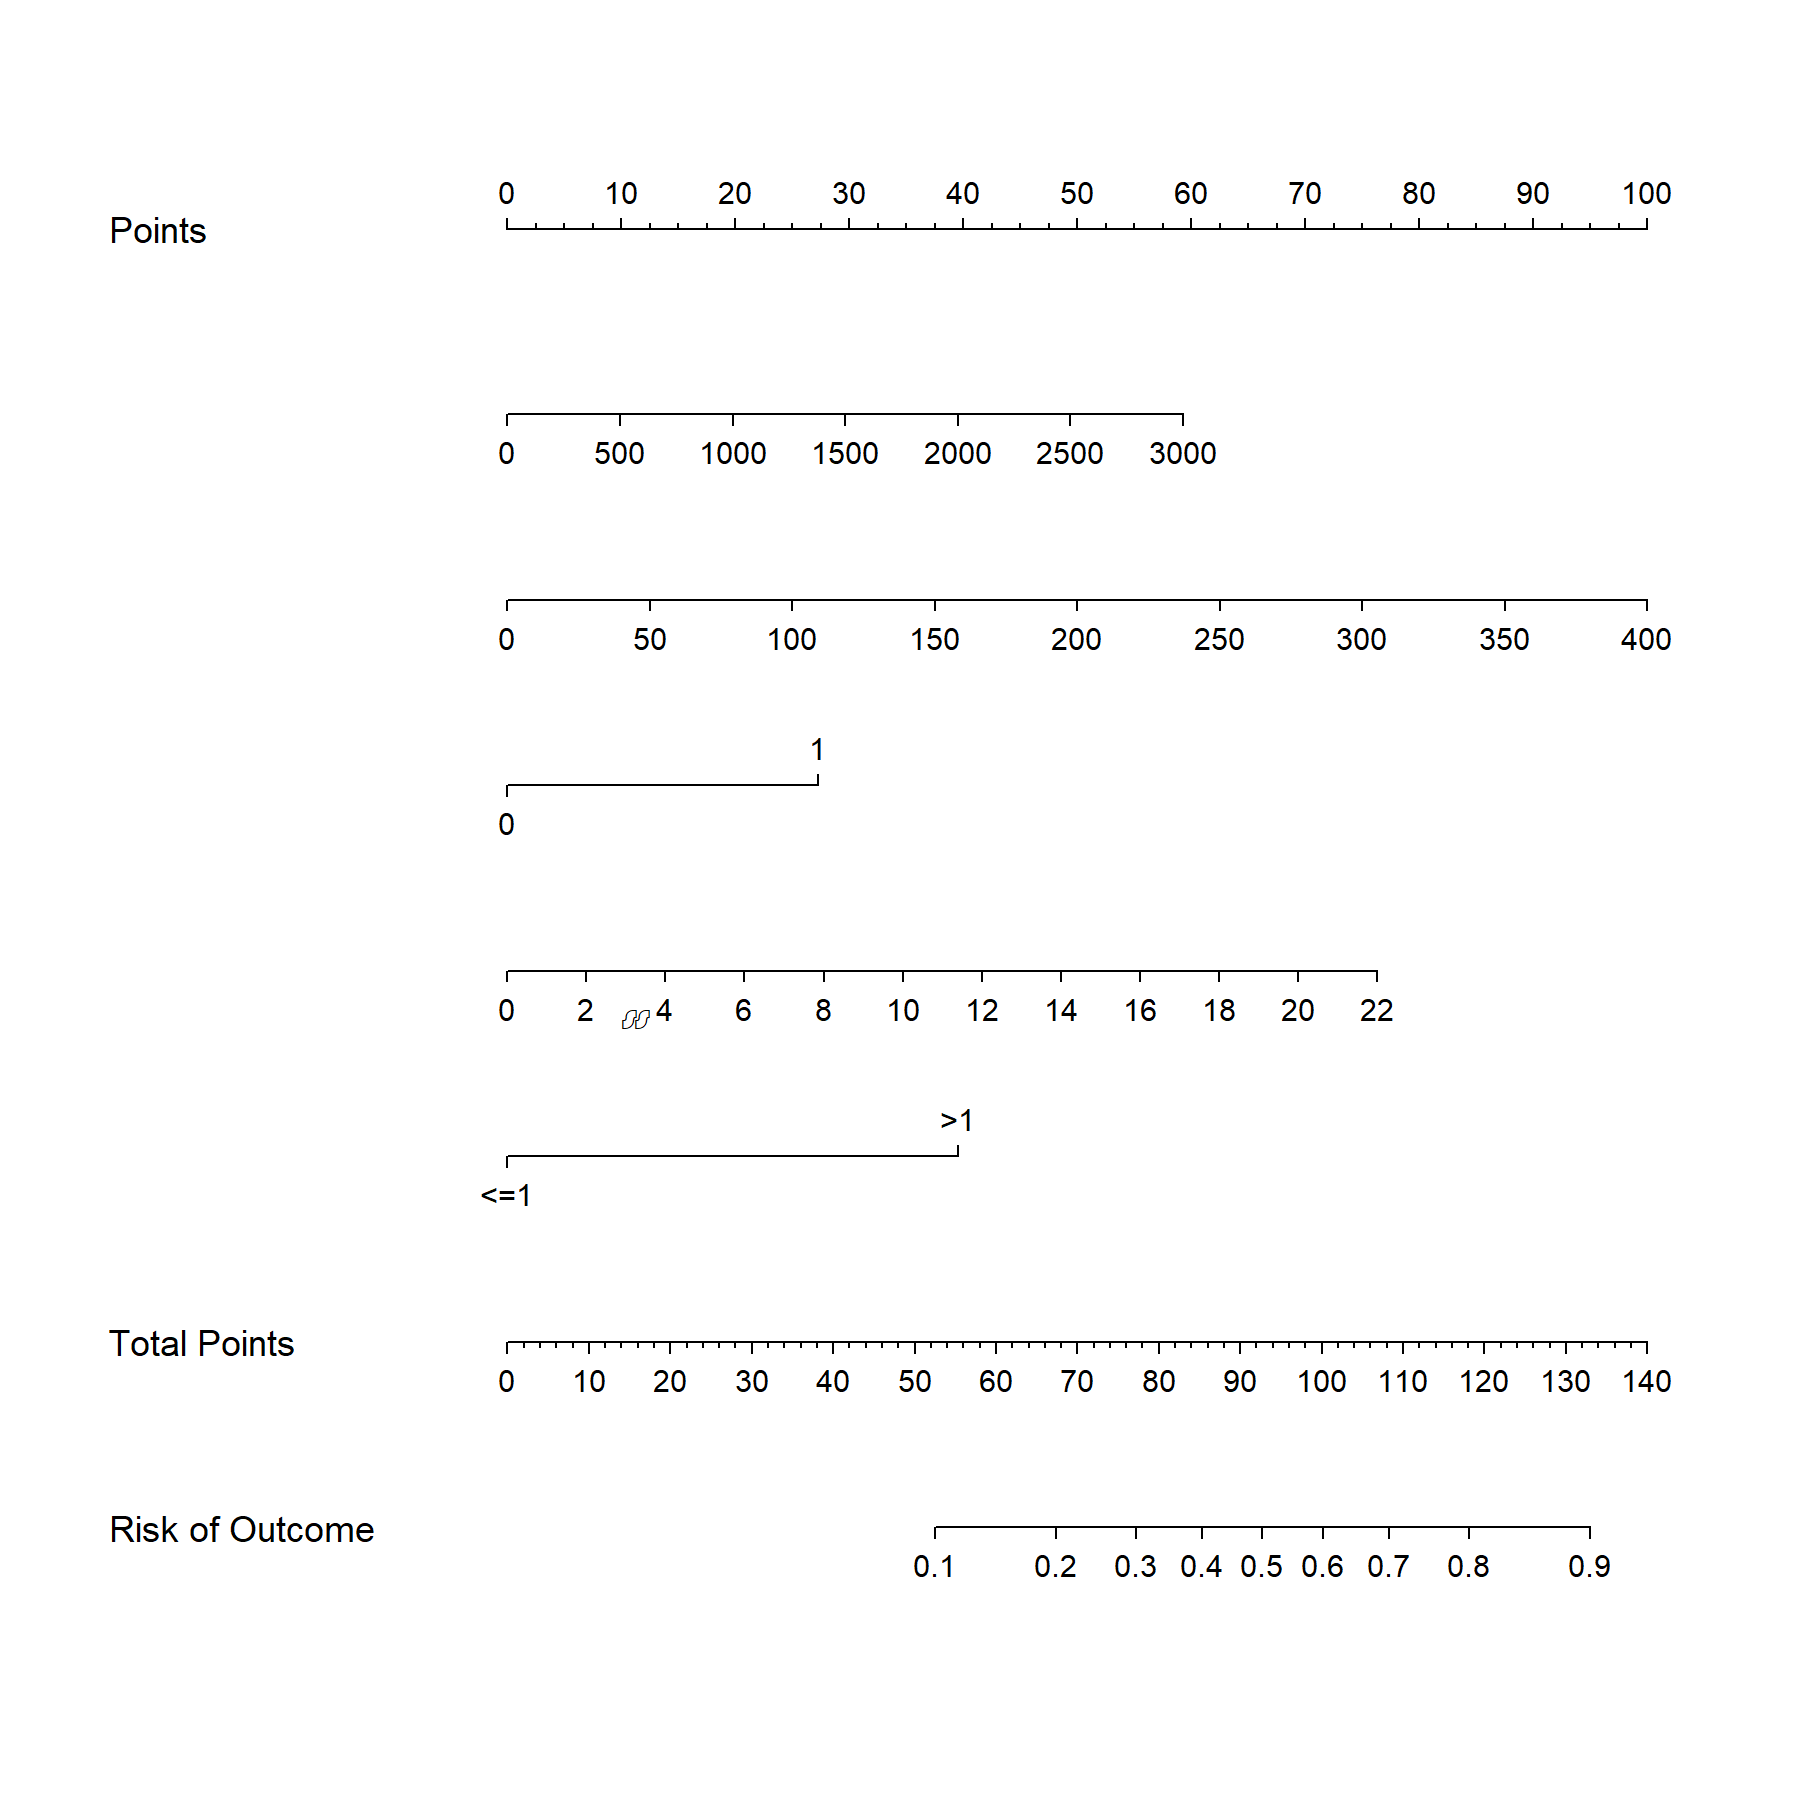 0 10 20 30 40 50 60 70 80 90 100
Points
0 500 1000 1500 2000 2500 3000
0 50 100 150 200 250 300 350 400
1
0
0 2 4 6 8 10 12 14 16 18 20 22
>1
<=1
Total Points
0 10 20 30 40 50 60 70 80 90 100 110 120 130 140
Risk of Outcome
0.1 0.2 0.3 0.4 0.5 0.6 0.7 0.8 0.9